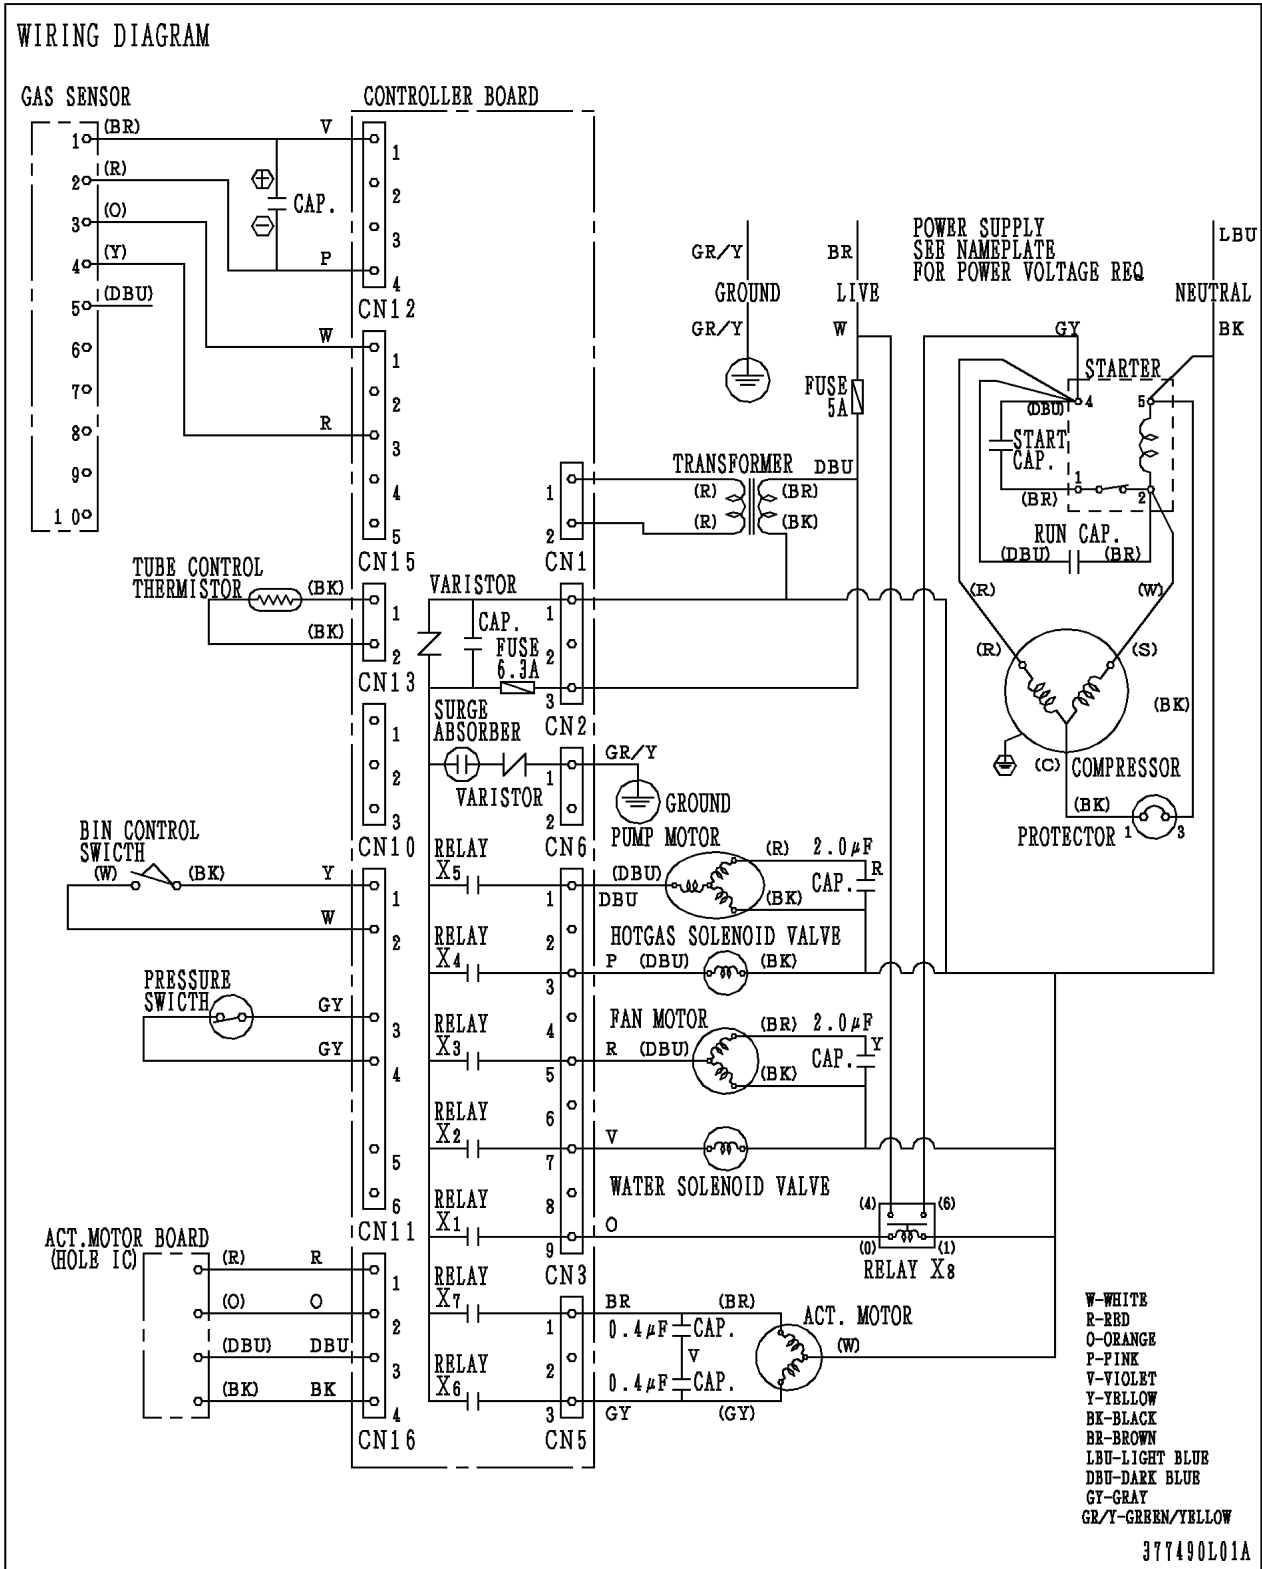 WIRING DIAGRAM
GAS SENSOR
CONTROLLER BOARD
1 (BR) V 1
2 (R) 2
3 (O) CAP. 3
4 (Y) P 4
5 (DBU) CN12
6 W 1
7 2
8 R 3
9 4
10 5
CN15
POWER SUPPLY
SEE NAMEPLATE
FOR POWER VOLTAGE REQ
LBU
GR/Y BR
GROUND LIVE NEUTRAL
GR/Y W GY BK
FUSE
5A
STARTER
(DBU) 4 5
START
CAP.
1 2
(BR)
RUN CAP.
(DBU) (BR)
TRANSFORMER DBU
1 (R) (BR)
2 (R) (BK)
CN1
TUBE CONTROL
THERMISTOR (BK) 1
(BK) 2
CN13
VARISTOR
CAP.
FUSE
6.3A
1
2
3
CN2
(R) (W)
(R) (S)
(BK)
(C) COMPRESSOR
(BK)
PROTECTOR 1 3
SURGE
ABSORBER
VARISTOR
GR/Y
GROUND
1
2
CN6
1
2
3
CN10
BIN CONTROL
SWICTH
(W) (BK) Y 1
W 2
PRESSURE
SWICTH GY 3
GY 4
5
6
CN11
RELAY
X5 1 (DBU)
DBU
PUMP MOTOR
(R) 2.0µF
CAP. R
(BK)
2
RELAY
X4 3 P (DBU) (BK)
HOTGAS SOLENOID VALVE
4
RELAY
X3 5 R (DBU)
FAN MOTOR
(BR) 2.0µF
CAP. Y
(BK)
6
RELAY
X2 7 V
WATER SOLENOID VALVE
8
RELAY
X1 9 O
CN3
(4) (6)
(0) (1)
RELAY X8
ACT.MOTOR BOARD
(HOLE IC) (R) R 1
(O) O 2
(DBU) DBU 3
(BK) BK 4
CN16
RELAY
X7 1 BR (BR)
0.4µF CAP.
2 V
0.4µF CAP.
RELAY
X6 3 GY (GY)
CN5
ACT. MOTOR
(W)
W-WHITE
R-RED
O-ORANGE
P-PINK
V-VIOLET
Y-YELLOW
BK-BLACK
BR-BROWN
LBU-LIGHT BLUE
DBU-DARK BLUE
GY-GRAY
GR/Y-GREEN/YELLOW
377490L01A